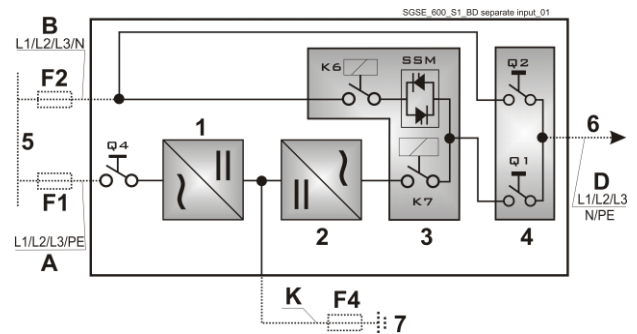 SGSE_600_S1_BD separate input_01
B
L1/L2/L3/N
F2
K6
SSM
Q2
5
Q4
1
6
F1
2
K7
3
Q1
4
D
L1/L2/L3
N/PE
L1/L2/L3/PE
A
K
F4
7